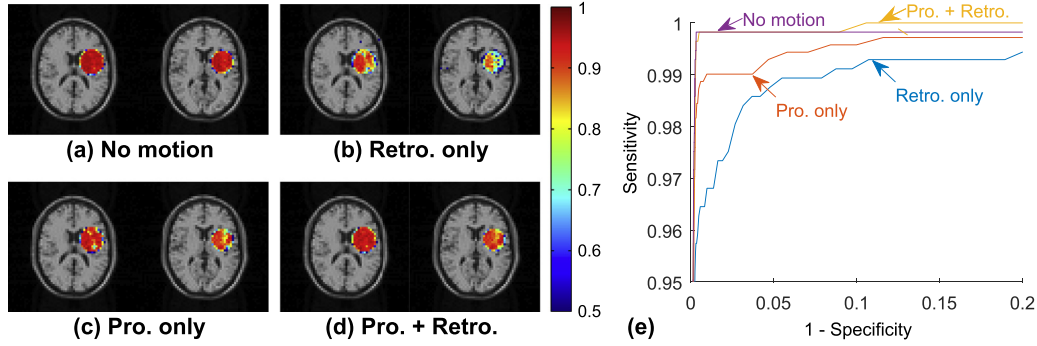 (a) No motion
(b) Retro. only
(c) Pro. only
(d) Pro. + Retro.
1
0.9
0.8
0.7
0.6
0.5
(e)
Sensitivity
1
0.99
0.98
0.97
0.96
0.95
0
0.05
0.1
0.15
0.2
1 - Specificity
No motion
Pro. + Retro.
Pro. only
Retro. only